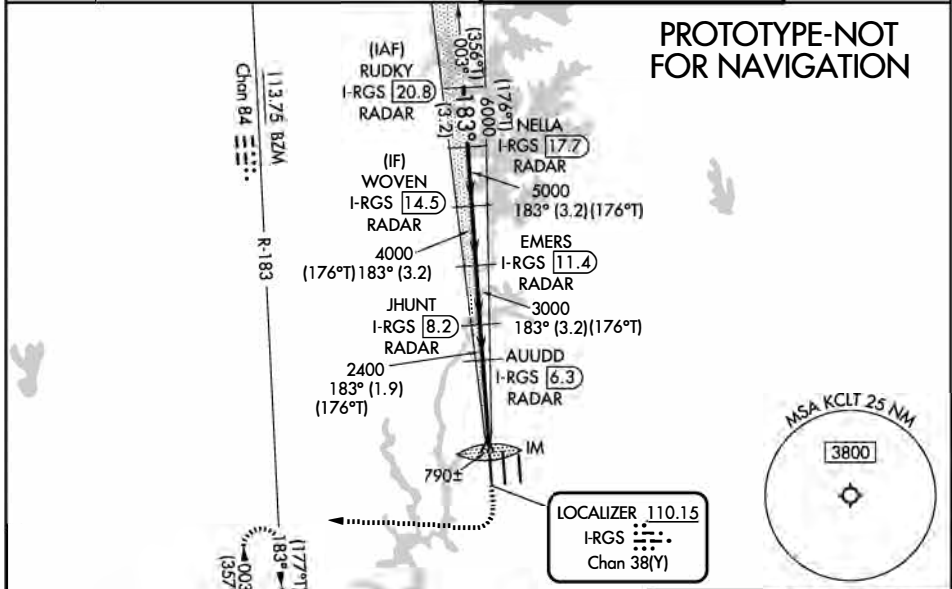 PROTOTYPE-NOT
FOR NAVIGATION
113.75 BZM
Chan 84
R-183
(IAF)
RUDKY
I-RGS 20.8
RADAR
(356°T)
003°
183°
(3.2)
6000
(176°T)
NELLA
I-RGS 17.7
RADAR
5000
183° (3.2)(176°T)
(IF)
WOVEN
I-RGS 14.5
RADAR
4000
(176°T)183° (3.2)
EMERS
I-RGS 11.4
RADAR
3000
183° (3.2)(176°T)
JHUNT
I-RGS 8.2
RADAR
2400
183° (1.9)
(176°T)
AUUDD
I-RGS 6.3
RADAR
IM
790±
LOCALIZER 110.15
I-RGS
Chan 38(Y)
MSA KCLT 25 NM
3800
(177°T)
183°
003
(357